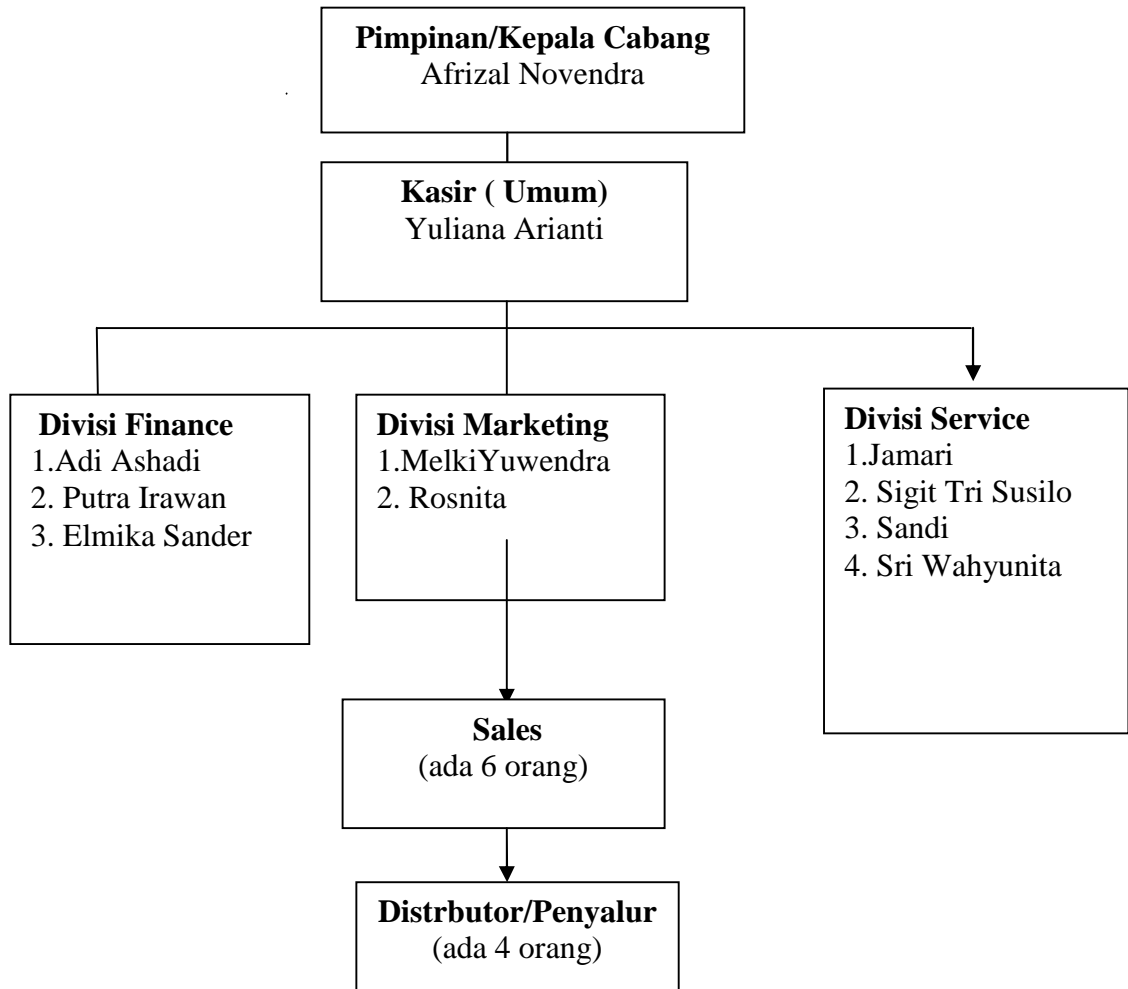 Pimpinan/Kepala Cabang
Afrizal Novendra
Kasir ( Umum)
Yuliana Arianti
Divisi Finance
1.Adi Ashadi
2. Putra Irawan
3. Elmika Sander
Divisi Marketing
1.MelkiYuwendra
2. Rosnita
Divisi Service
1.Jamari
2. Sigit Tri Susilo
3. Sandi
4. Sri Wahyunita
Sales
(ada 6 orang)
Distrbutor/Penyalur
(ada 4 orang)